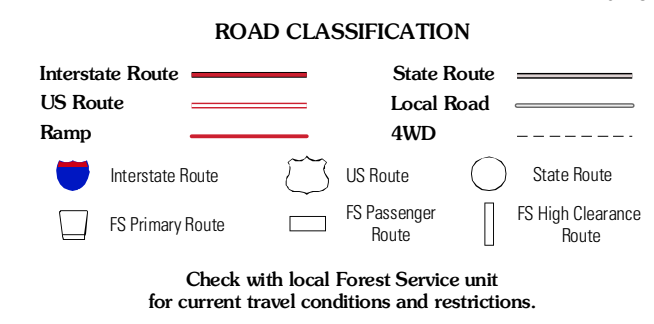 ROAD CLASSIFICATION
Interstate Route State Route
US Route Local Road
Ramp 4WD
Interstate Route US Route State Route
FS Primary Route FS Passenger Route FS High Clearance Route
Check with local Forest Service unit
for current travel conditions and restrictions.